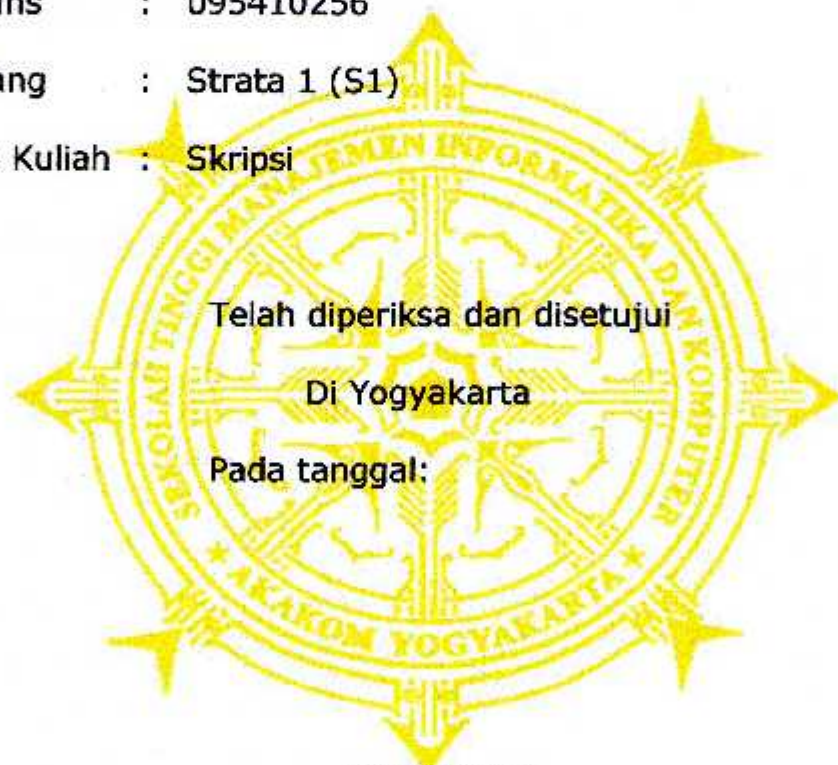 : 095410256
: Strata 1 (S1)
Kuliah : Skripsi
SEKOLAH TINGGI MANAJEMEN INFORMATIKA DAN KOMPUTER
Telah diperiksa dan disetujui
Di Yogyakarta
Pada tanggal:
★ AKAKOM YOGYAKARTA ★